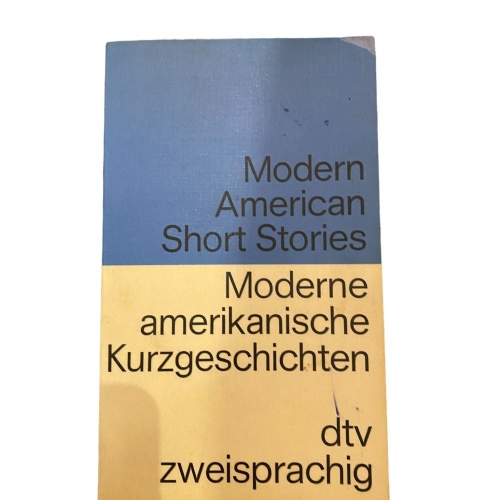 Modern
American
Short Stories
Moderne
amerikanische
Kurzgeschichten
dtv
zweisprachig